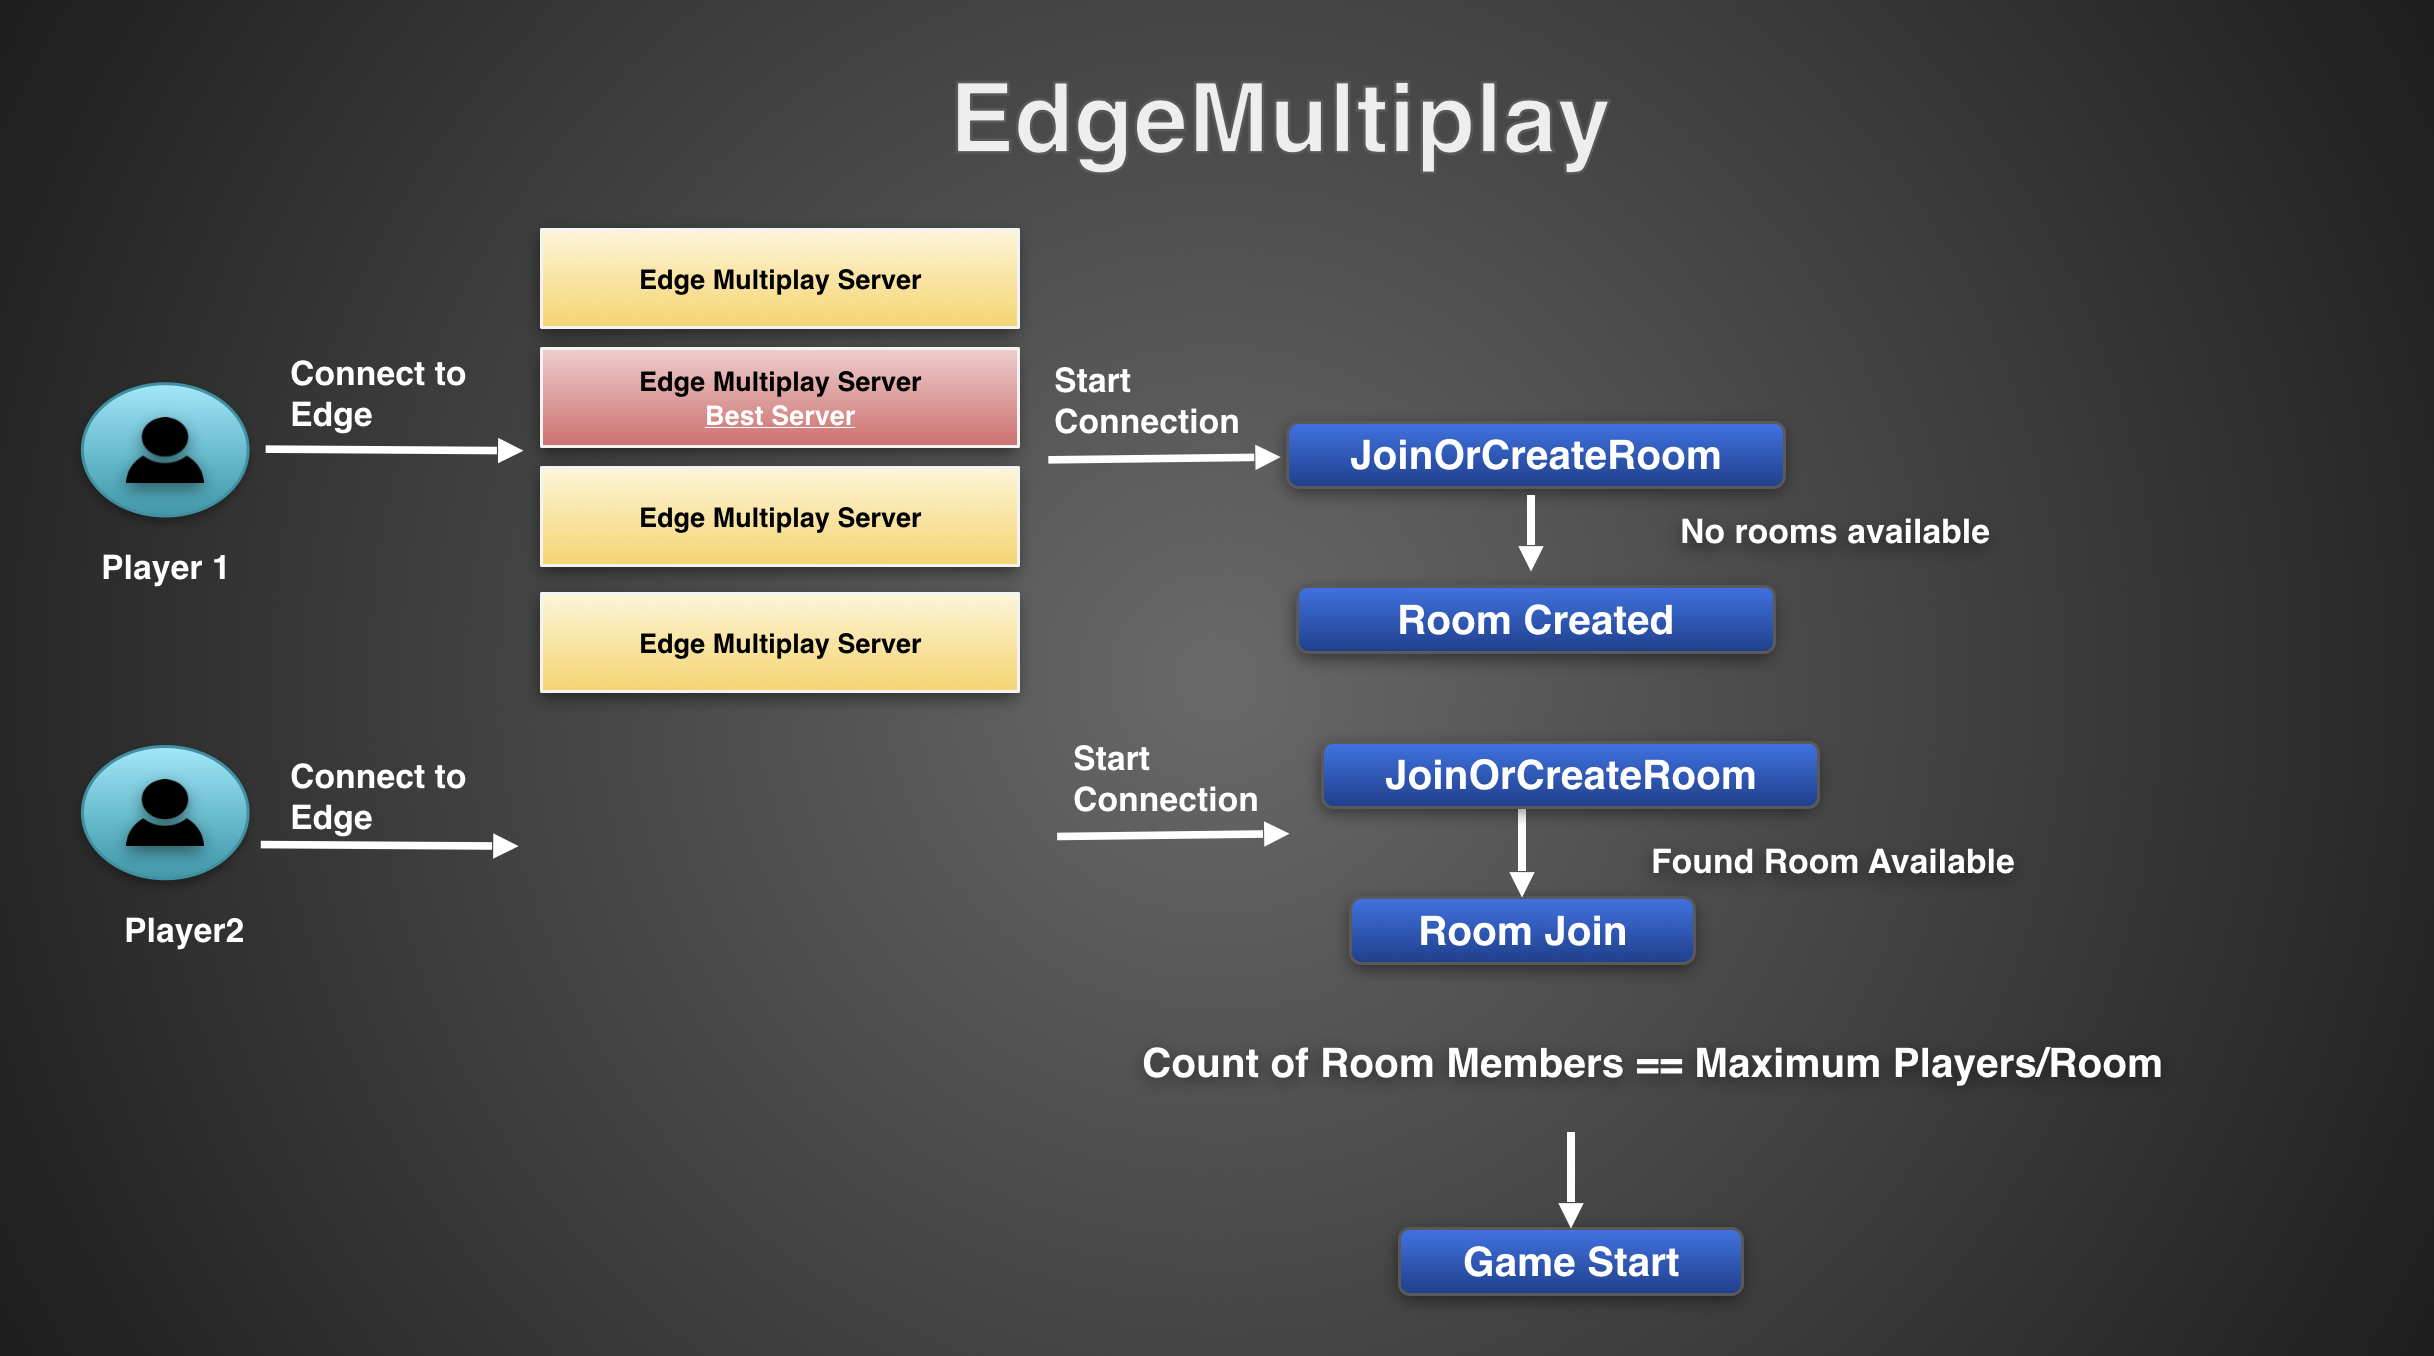 EdgeMultiplay
Edge Multiplay Server
Edge Multiplay Server
Best Server
Edge Multiplay Server
Edge Multiplay Server
Connect to
Edge
Player 1
Start
Connection
JoinOrCreateRoom
No rooms available
Room Created
Connect to
Edge
Player2
Start
Connection
JoinOrCreateRoom
Found Room Available
Room Join
Count of Room Members == Maximum Players/Room
Game Start